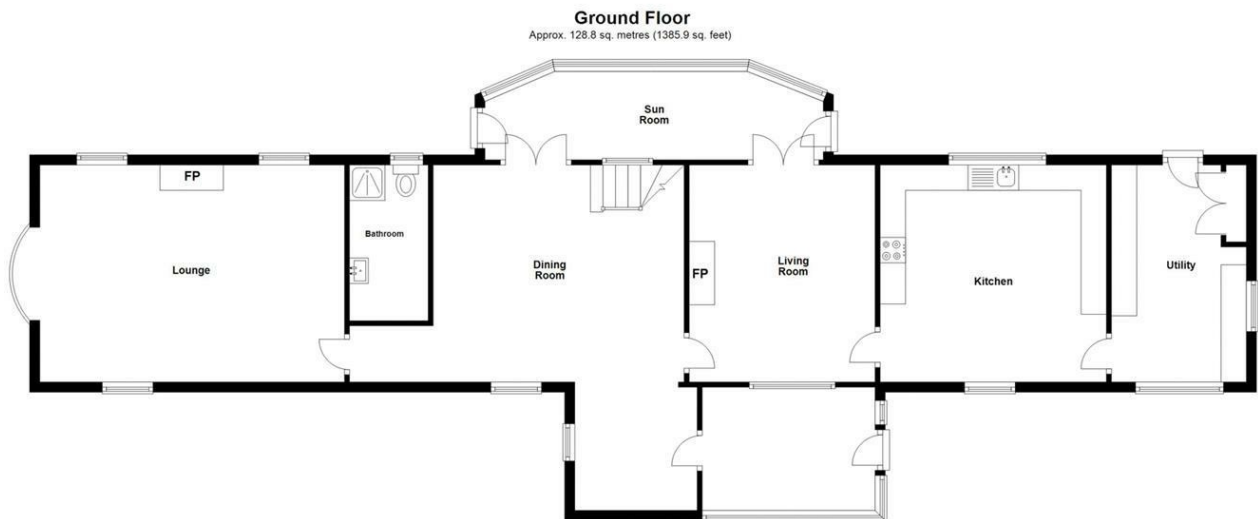 Ground Floor
Approx. 128.8 sq. metres (1385.9 sq. feet)
Sun
Room
FP
Bathroom
Lounge
Dining
Room
FP
Living
Room
Kitchen
Utility